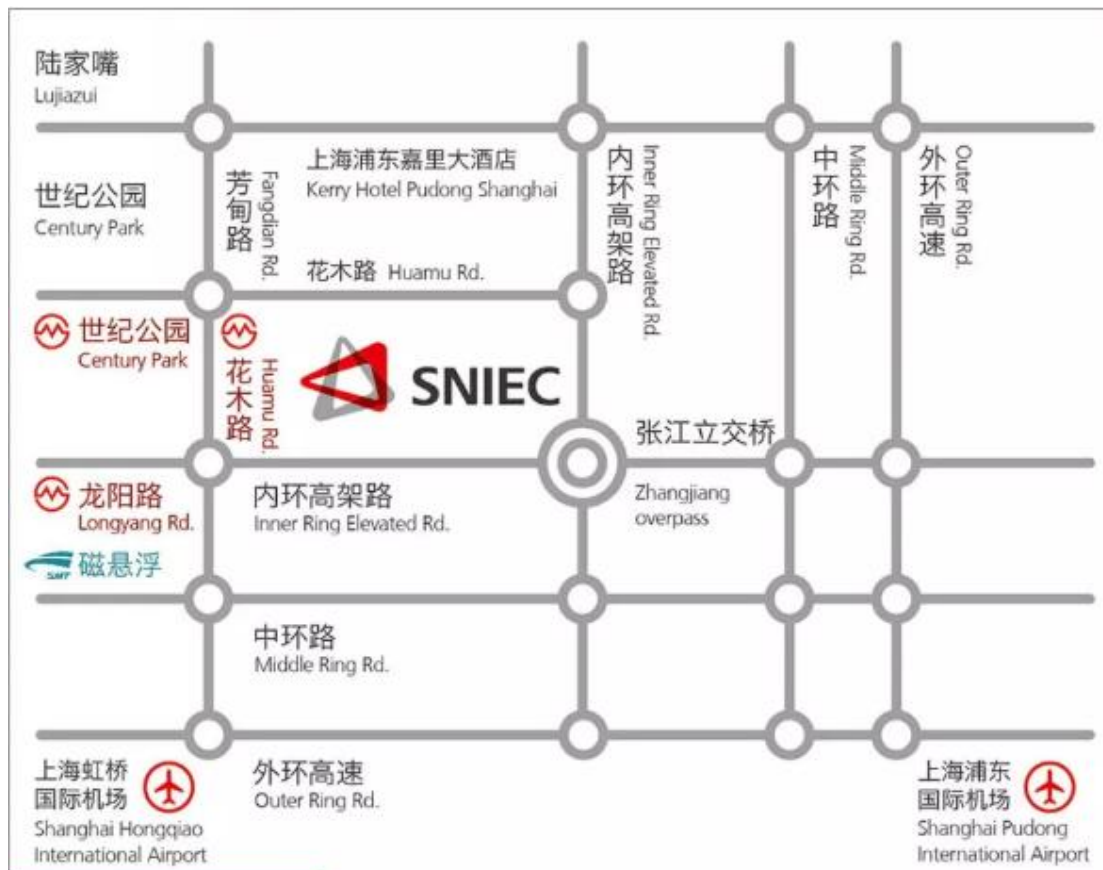 陆家嘴
Lujiazui
上海浦东嘉里大酒店
Kerry Hotel Pudong Shanghai
世纪公园
Century Park
芳甸路
Fangdian Rd.
内环高架路
Inner Ring Elevated Rd.
中环路
Middle Ring Rd.
外环高速
Outer Ring Rd.
花木路 Huamu Rd.
世纪公园
Century Park
花木路
Huamu Rd.
SNIEC
张江立交桥
Zhangjiang
overpass
龙阳路
Longyang Rd.
内环高架路
Inner Ring Elevated Rd.
SMT 磁悬浮
中环路
Middle Ring Rd.
外环高速
Outer Ring Rd.
上海虹桥
国际机场
Shanghai Hongqiao
International Airport
上海浦东
国际机场
Shanghai Pudong
International Airport